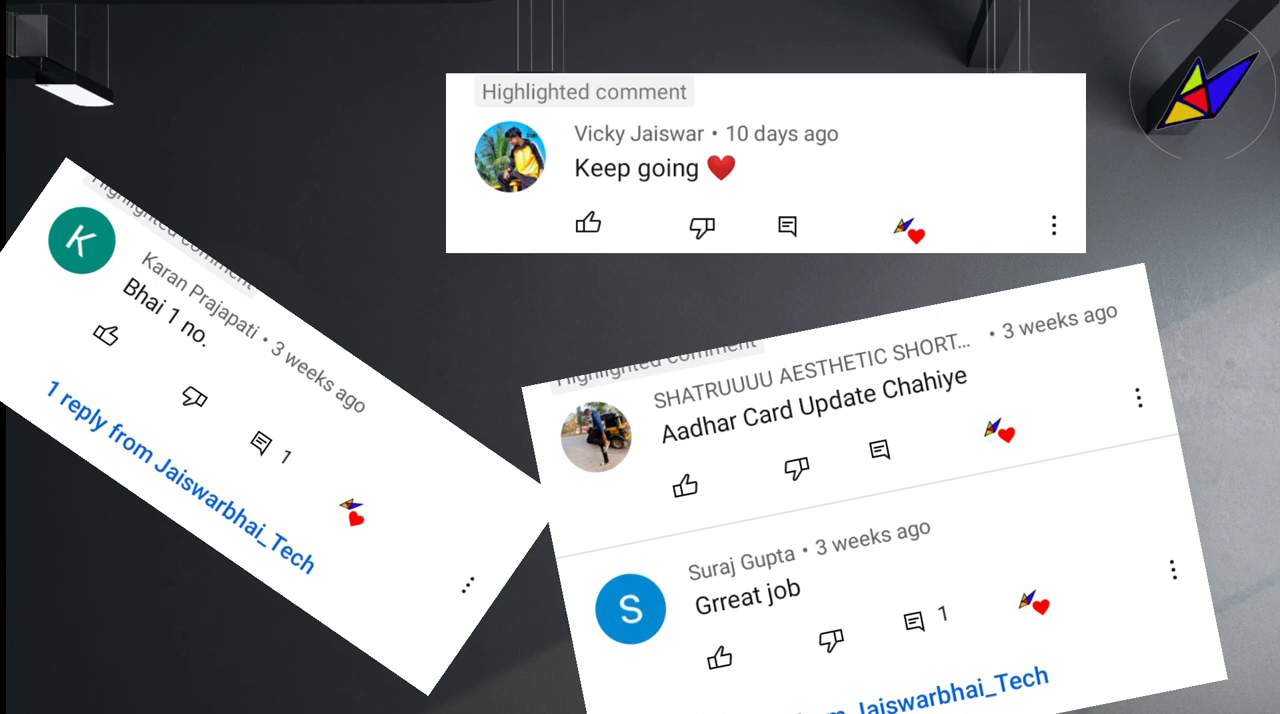 Highlighted comment
Vicky Jaiswar • 10 days ago
Keep going ❤️
Highlighted comment
K
Karan Prajapati • 3 weeks ago
Bhai 1 no.
1
1 reply from Jaiswarbhai_Tech
Highlighted comment
SHATRUUUU AESTHETIC SHORT... • 3 weeks ago
Aadhar Card Update Chahiye
S
Suraj Gupta • 3 weeks ago
Grreat job
1
Jaiswarbhai_Tech